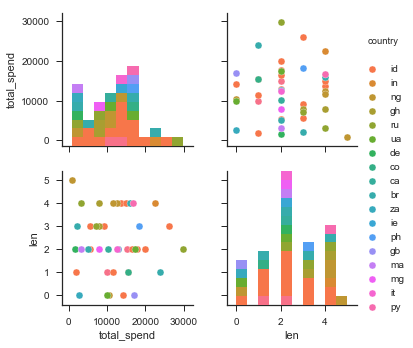 country
id
in
ng
gh
ru
ua
de
co
ca
br
za
ie
ph
gb
ma
mg
it
py
total_spend
30000
20000
10000
0
len
5
4
3
2
1
0
0 10000 20000 30000
total_spend
0 2 4
len